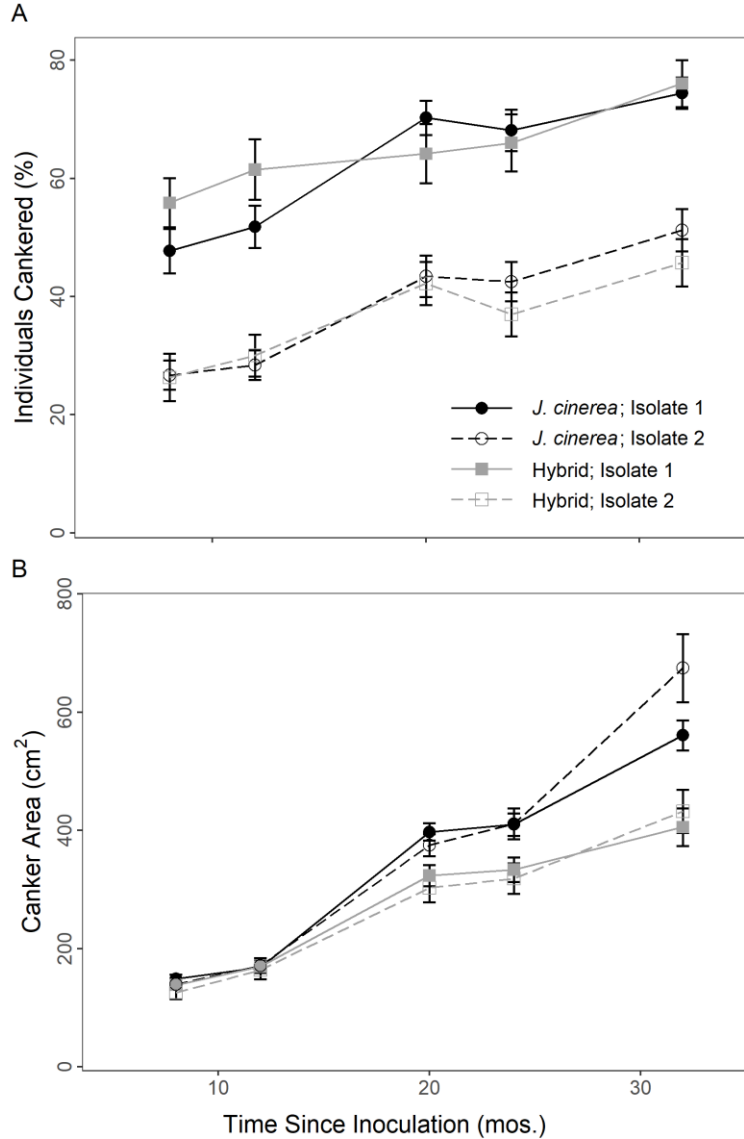 A
80
60
40
20
0
Individuals Cankered (%)
J. cinerea; Isolate 1
J. cinerea; Isolate 2
Hybrid; Isolate 1
Hybrid; Isolate 2
B
800
600
400
200
0
Canker Area (cm²)
10 20 30
Time Since Inoculation (mos.)